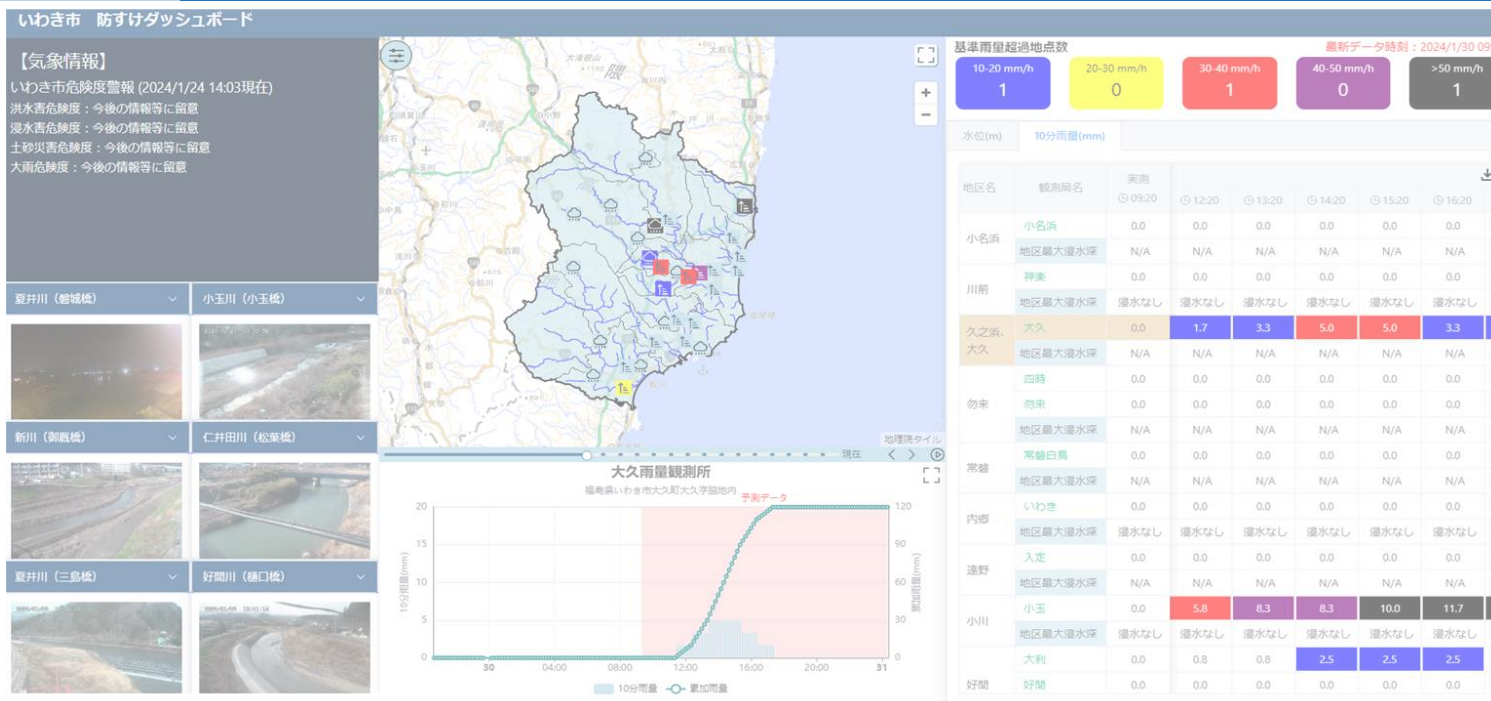 いわき市 防すけダッシュボード
【気象情報】
いわき市危険度警報 (2024/1/24 14:03現在)
洪水害危険度：今後の情報等に留意
浸水害危険度：今後の情報等に留意
土砂災害危険度：今後の情報等に留意
大雨危険度：今後の情報等に留意
夏井川（磐城橋）
小玉川（小玉橋）
新川（御厩橋）
仁井田川（松葉橋）
夏井川（三島橋）
好間川（樋口橋）
+
−
地理院タイル
現在
大久雨量観測所
福島県いわき市大久町大久字脇地内
予測データ
10分雨量(mm)
累加雨量(mm)
20
15
10
5
0
120
90
60
30
0
30 04:00 08:00 12:00 16:00 20:00 31
10分雨量 累加雨量
基準雨量超過地点数
最新データ時刻：2024/1/30 09
10-20 mm/h 20-30 mm/h 30-40 mm/h 40-50 mm/h >50 mm/h
1 0 1 0 1
水位(m) 10分雨量(mm)
地区名 観測局名 実測 09:20 12:20 13:20 14:20 15:20 16:20
小名浜 小名浜 0.0 0.0 0.0 0.0 0.0 0.0
地区最大浸水深 N/A N/A N/A N/A N/A N/A
川前 神楽 0.0 0.0 0.0 0.0 0.0 0.0
地区最大浸水深 浸水なし 浸水なし 浸水なし 浸水なし 浸水なし 浸水なし
久之浜、大久 大久 0.0 1.7 3.3 5.0 5.0 3.3
地区最大浸水深 N/A N/A N/A N/A N/A N/A
勿来 四時 0.0 0.0 0.0 0.0 0.0 0.0
勿来 0.0 0.0 0.0 0.0 0.0 0.0
地区最大浸水深 N/A N/A N/A N/A N/A N/A
常磐 常磐白鳥 0.0 0.0 0.0 0.0 0.0 0.0
地区最大浸水深 N/A N/A N/A N/A N/A N/A
内郷 いわき 0.0 0.0 0.0 0.0 0.0 0.0
地区最大浸水深 浸水なし 浸水なし 浸水なし 浸水なし 浸水なし 浸水なし
遠野 入定 0.0 0.0 0.0 0.0 0.0 0.0
地区最大浸水深 N/A N/A N/A N/A N/A N/A
小川 小玉 0.0 5.8 8.3 8.3 10.0 11.7
地区最大浸水深 浸水なし 浸水なし 浸水なし 浸水なし 浸水なし 浸水なし
大利 0.0 0.8 0.8 2.5 2.5 2.5
好間 好間 0.0 0.0 0.0 0.0 0.0 0.0